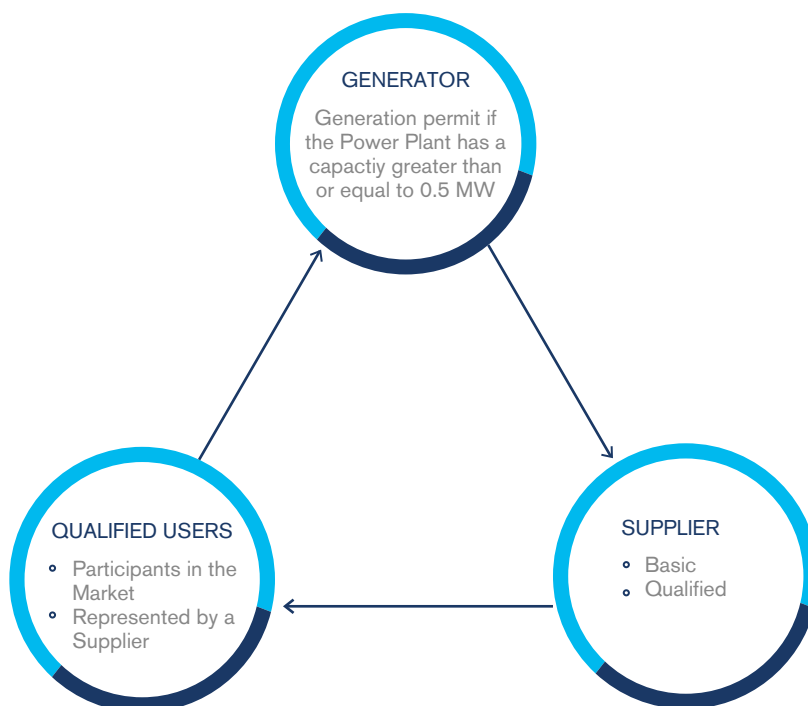 GENERATOR
Generation permit if
the Power Plant has a
capactiy greater than
or equal to 0.5 MW
QUALIFIED USERS
Participants in the
Market
Represented by a
Supplier
SUPPLIER
Basic
Qualified